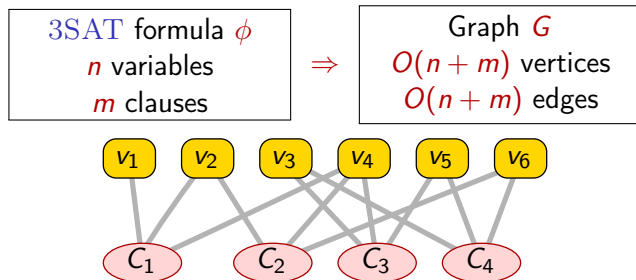 3SAT formula ϕ
n variables
m clauses
⇒
Graph G
O(n + m) vertices
O(n + m) edges
v₁ v₂ v₃ v₄ v₅ v₆
C₁ C₂ C₃ C₄